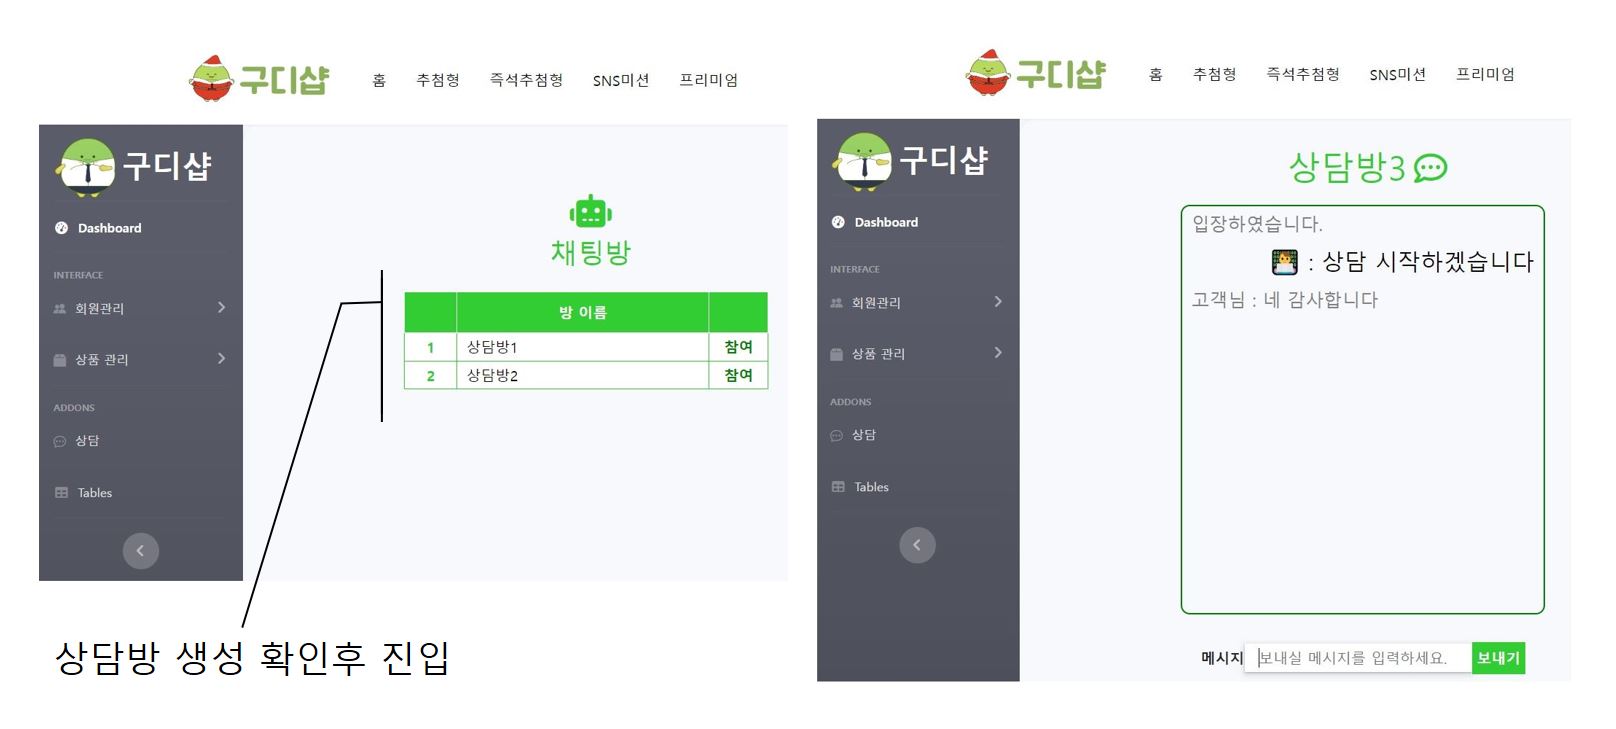 구디샵 홈 추첨형 즉석추첨형 SNS미션 프리미엄
구디샵
Dashboard
INTERFACE
회원관리
상품 관리
ADDONS
상담
Tables
채팅방
방 이름
1 상담방1 참여
2 상담방2 참여
상담방 생성 확인후 진입
구디샵 홈 추첨형 즉석추첨형 SNS미션 프리미엄
구디샵
Dashboard
INTERFACE
회원관리
상품 관리
ADDONS
상담
Tables
상담방3
입장하였습니다.
: 상담 시작하겠습니다
고객님 : 네 감사합니다
메시지 보내실 메시지를 입력하세요. 보내기